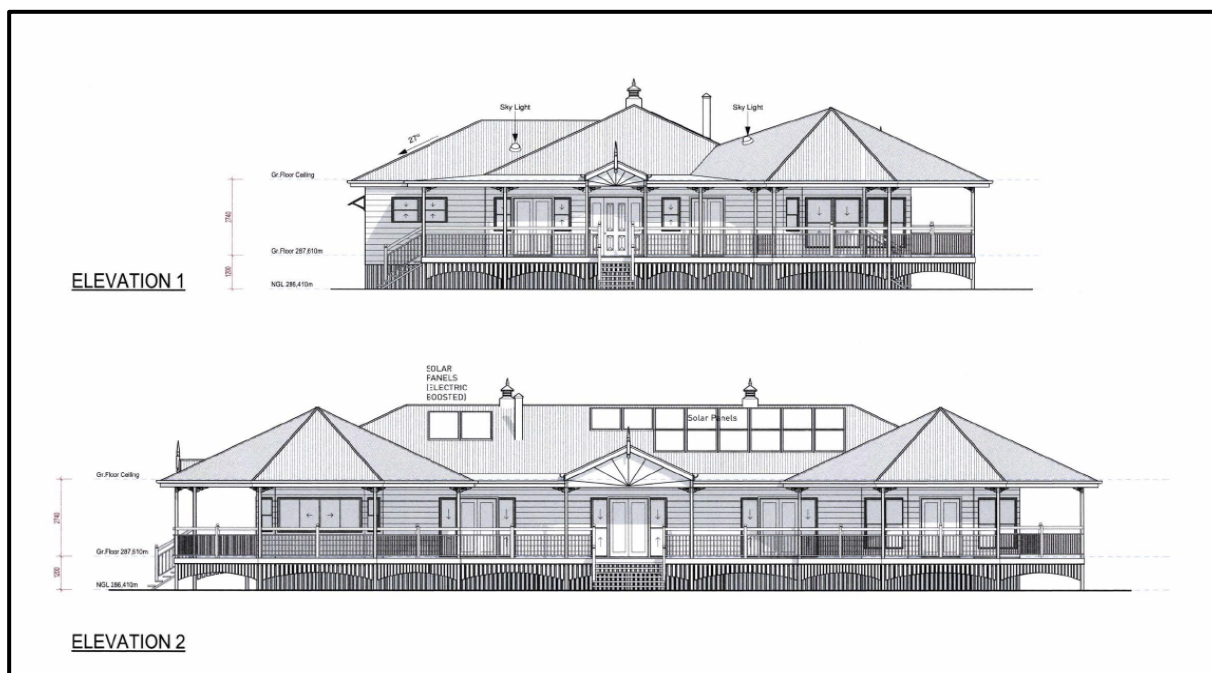 Sky Light
Sky Light
27°
Gr.Floor Ceiling
2740
Gr.Floor 287,610m
1200
NGL 286,410m
ELEVATION 1
SOLAR
PANELS
(ELECTRIC
BOOSTED)
Solar Panels
Gr.Floor Ceiling
2740
Gr.Floor 287,610m
1200
NGL 286,410m
ELEVATION 2